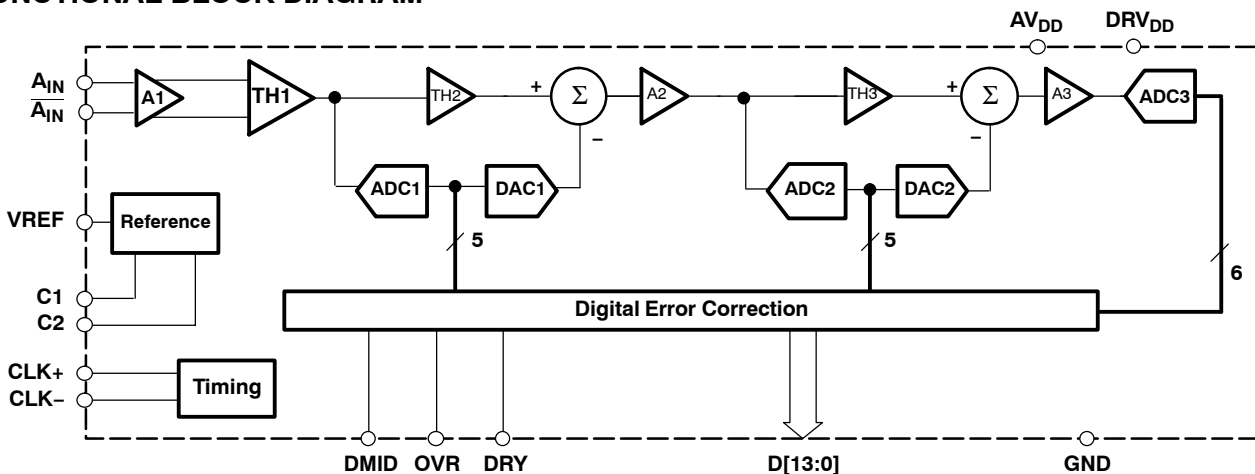 UNCTIONAL BLOCK DIAGRAM
AVDD DRVDD
AIN
AIN
A1
TH1
TH2
+
Σ
−
A2
TH3
+
Σ
−
A3
ADC3
ADC1
DAC1
ADC2
DAC2
VREF
Reference
5
5
6
C1
C2
Digital Error Correction
CLK+
CLK−
Timing
DMID OVR DRY D[13:0] GND